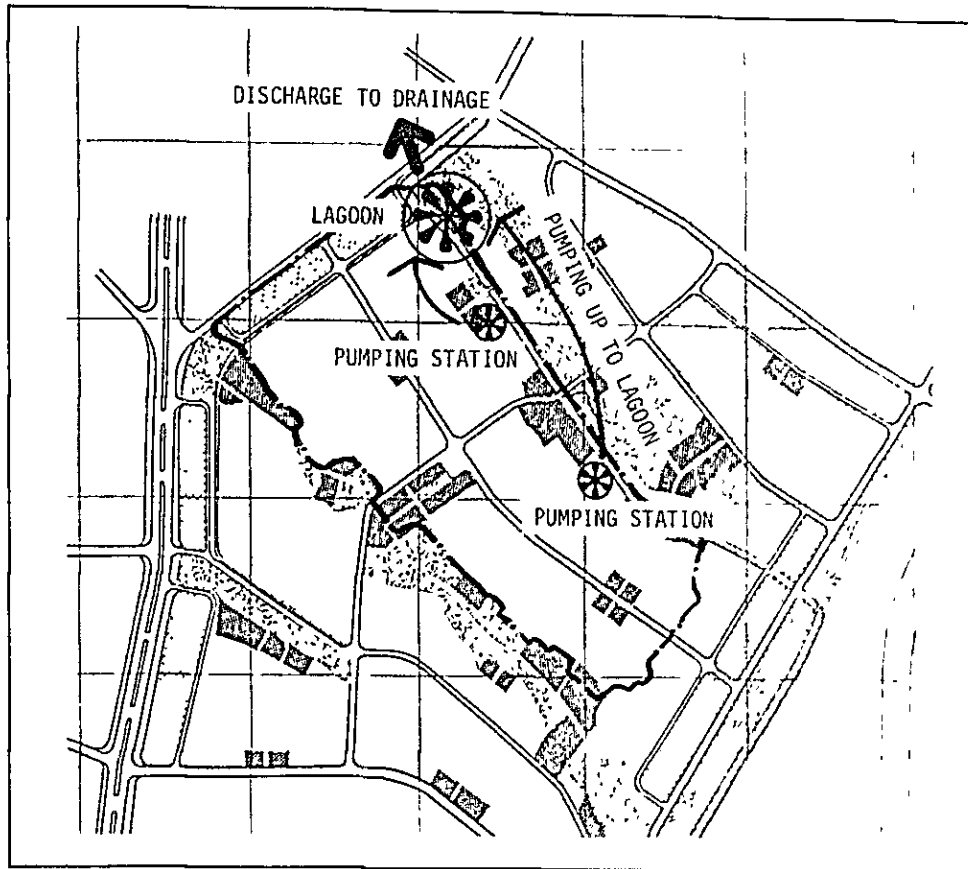 DISCHARGE TO DRAINAGE
LAGOON
PUMPING UP TO LAGOON
PUMPING STATION
PUMPING STATION